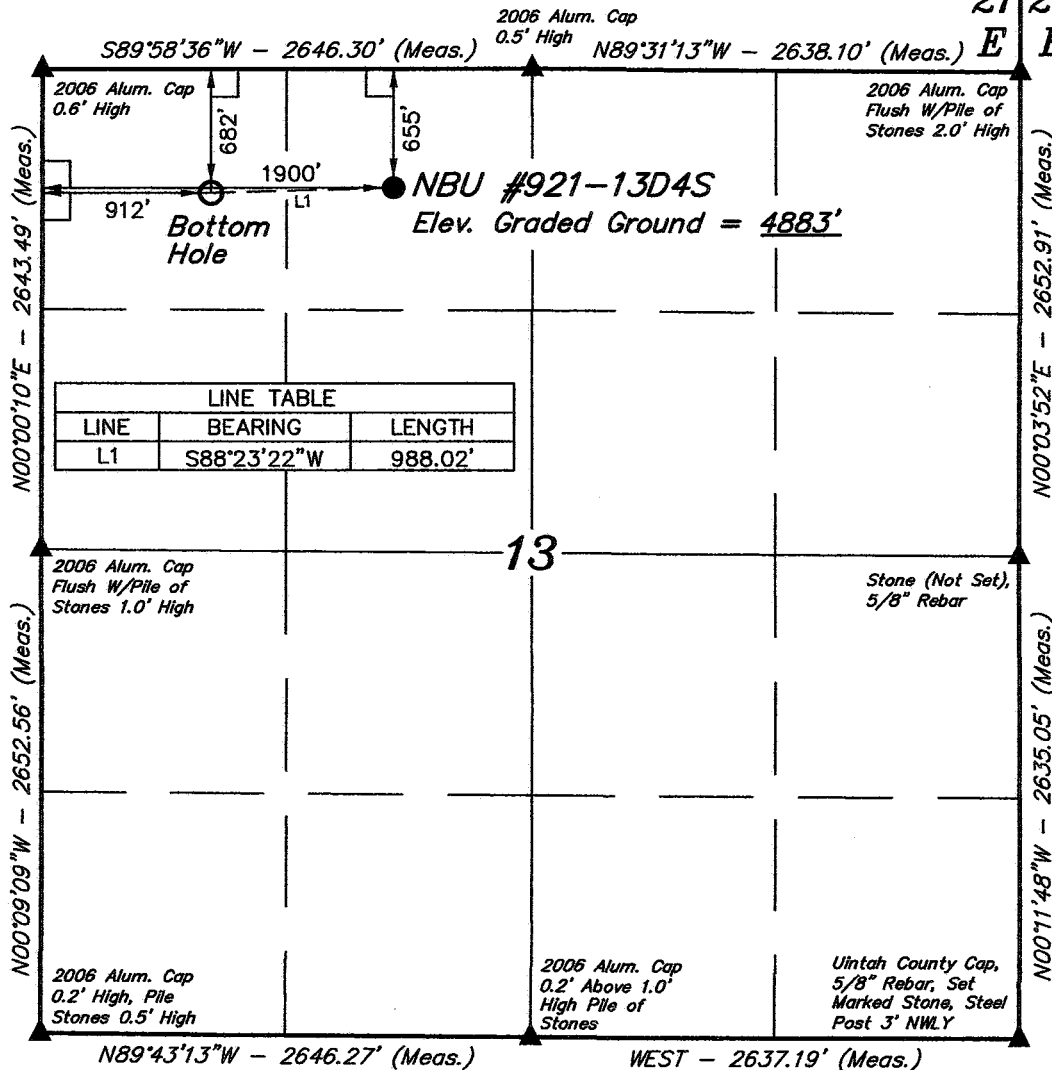 2006 Alum. Cap
0.5' High
21
E
S89°58'36"W – 2646.30' (Meas.)
N89°31'13"W – 2638.10' (Meas.)
2006 Alum. Cap
0.6' High
2006 Alum. Cap
Flush W/Pile of
Stones 2.0' High
682'
655'
1900'
L1
912'
Bottom
Hole
NBU #921-13D4S
Elev. Graded Ground = 4883'
N00°00'10"E – 2643.49' (Meas.)
N00°03'52"E – 2652.91' (Meas.)
LINE TABLE
LINE BEARING LENGTH
L1 S88°23'22"W 988.02'
13
2006 Alum. Cap
Flush W/Pile of
Stones 1.0' High
Stone (Not Set),
5/8" Rebar
N00°09'09"W – 2652.56' (Meas.)
N00°11'48"W – 2635.05' (Meas.)
2006 Alum. Cap
0.2' High, Pile
Stones 0.5' High
2006 Alum. Cap
0.2' Above 1.0'
High Pile of
Stones
Uintah County Cap,
5/8" Rebar, Set
Marked Stone, Steel
Post 3' NWLY
N89°43'13"W – 2646.27' (Meas.)
WEST – 2637.19' (Meas.)